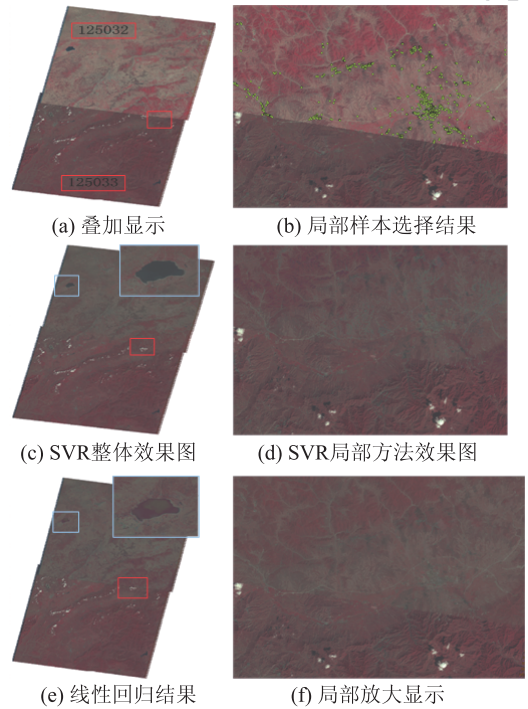 125032
125033
(a) 叠加显示
(b) 局部样本选择结果
(c) SVR整体效果图
(d) SVR局部方法效果图
(e) 线性回归结果
(f) 局部放大显示